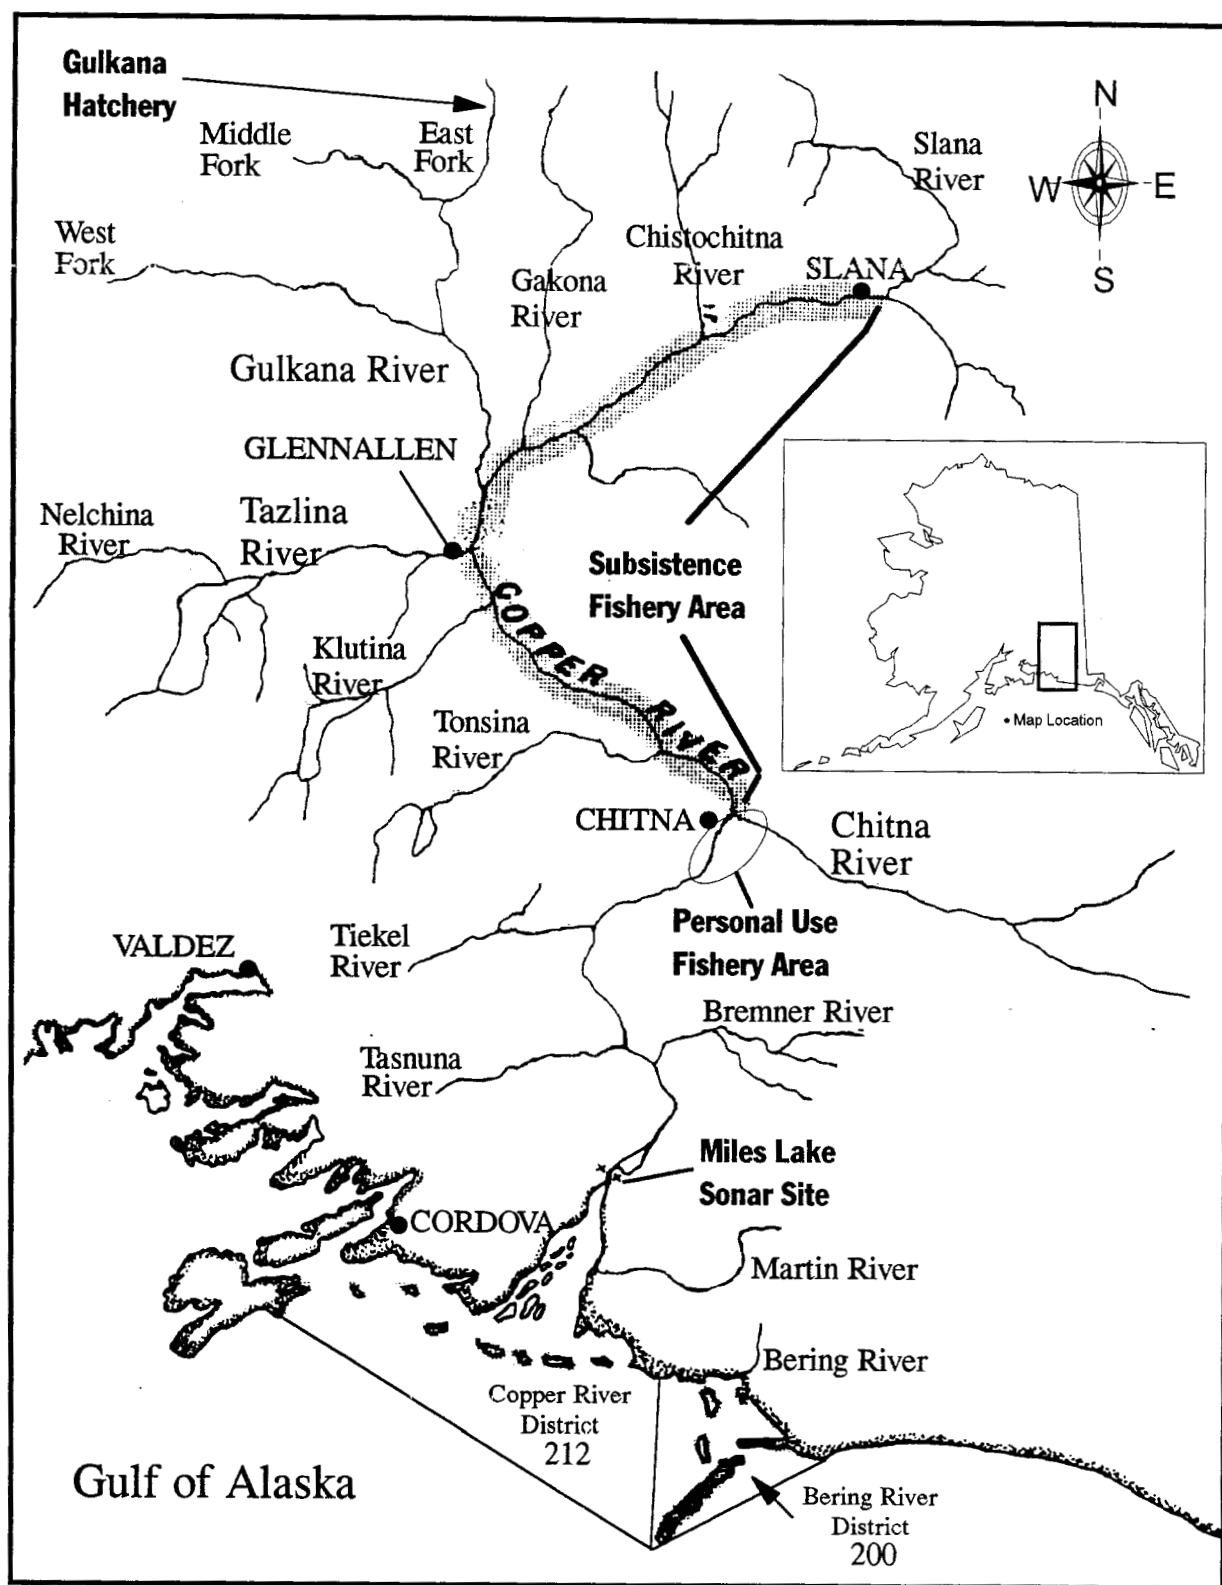 Gulkana
Hatchery
Middle
Fork
East
Fork
West
Fork
Gakona
River
Chistochitna
River
Slana
River
SLANA
N
W
E
S
Gulkana River
GLENNALLEN
Nelchina
River
Tazlina
River
Klutina
River
COPPER RIVER
Subsistence
Fishery Area
• Map Location
Tonsina
River
CHITNA
Chitna
River
Personal Use
Fishery Area
Tiekel
River
VALDEZ
Bremner River
Tasnuna
River
Miles Lake
Sonar Site
CORDOVA
Martin River
Bering River
Copper River
District
212
Gulf of Alaska
Bering River
District
200